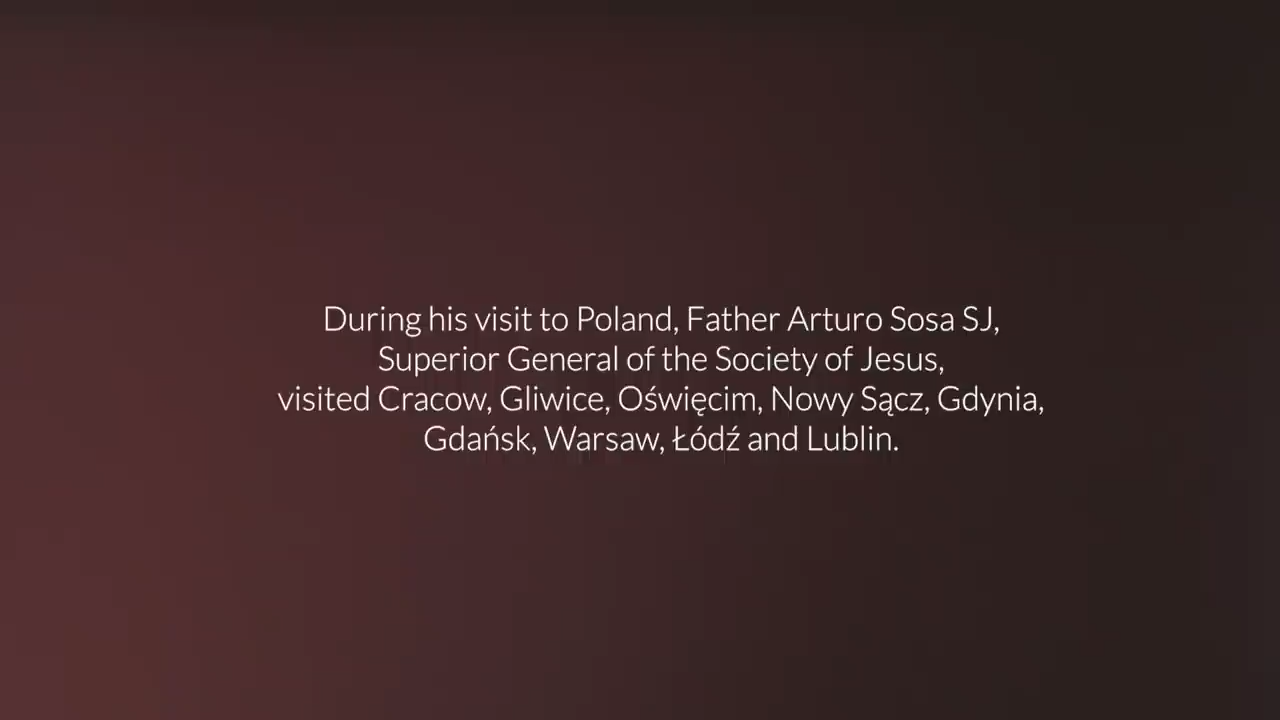 During his visit to Poland, Father Arturo Sosa SJ,
Superior General of the Society of Jesus,
visited Cracow, Gliwice, Oświęcim, Nowy Sącz, Gdynia,
Gdańsk, Warsaw, Łódź and Lublin.